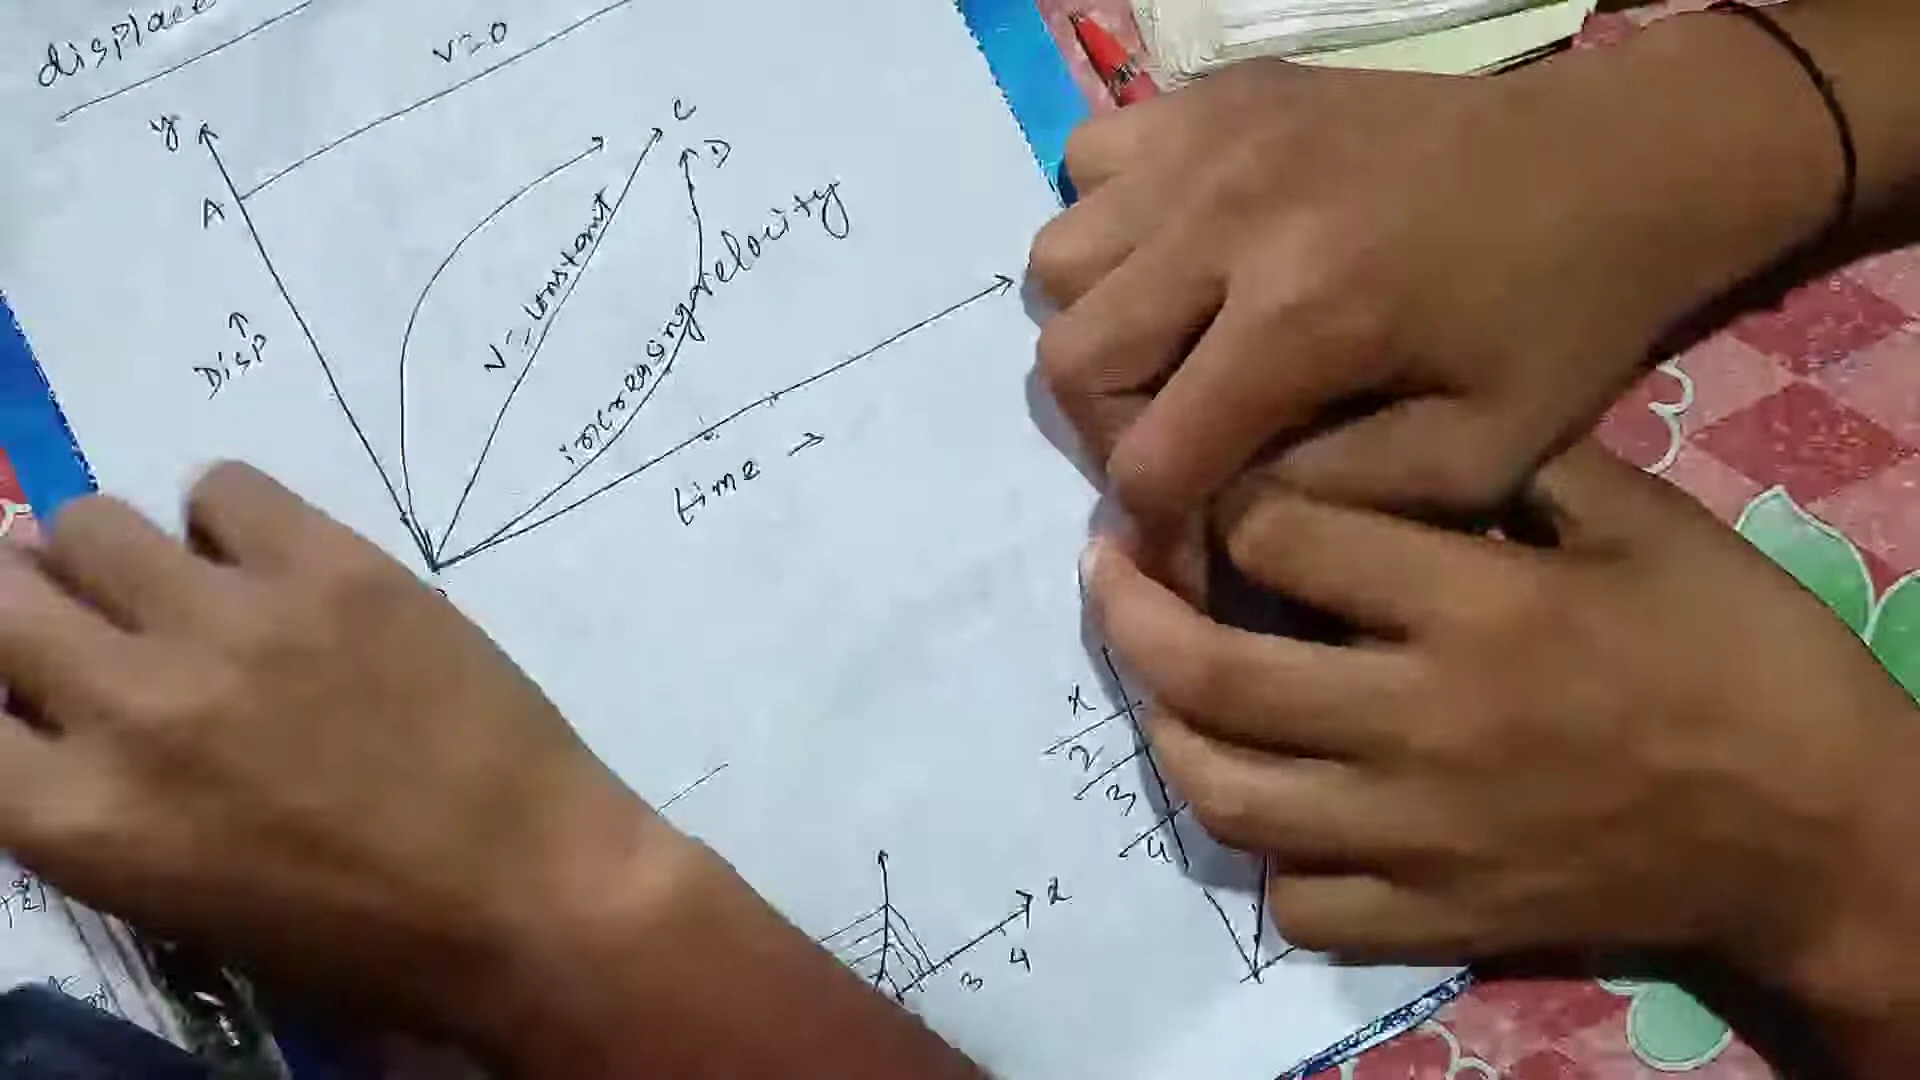 displace
v=0
y
A
C
D
Disp ↑
v=constant
increasing velocity
time →
x
2
3
4
x
3
4